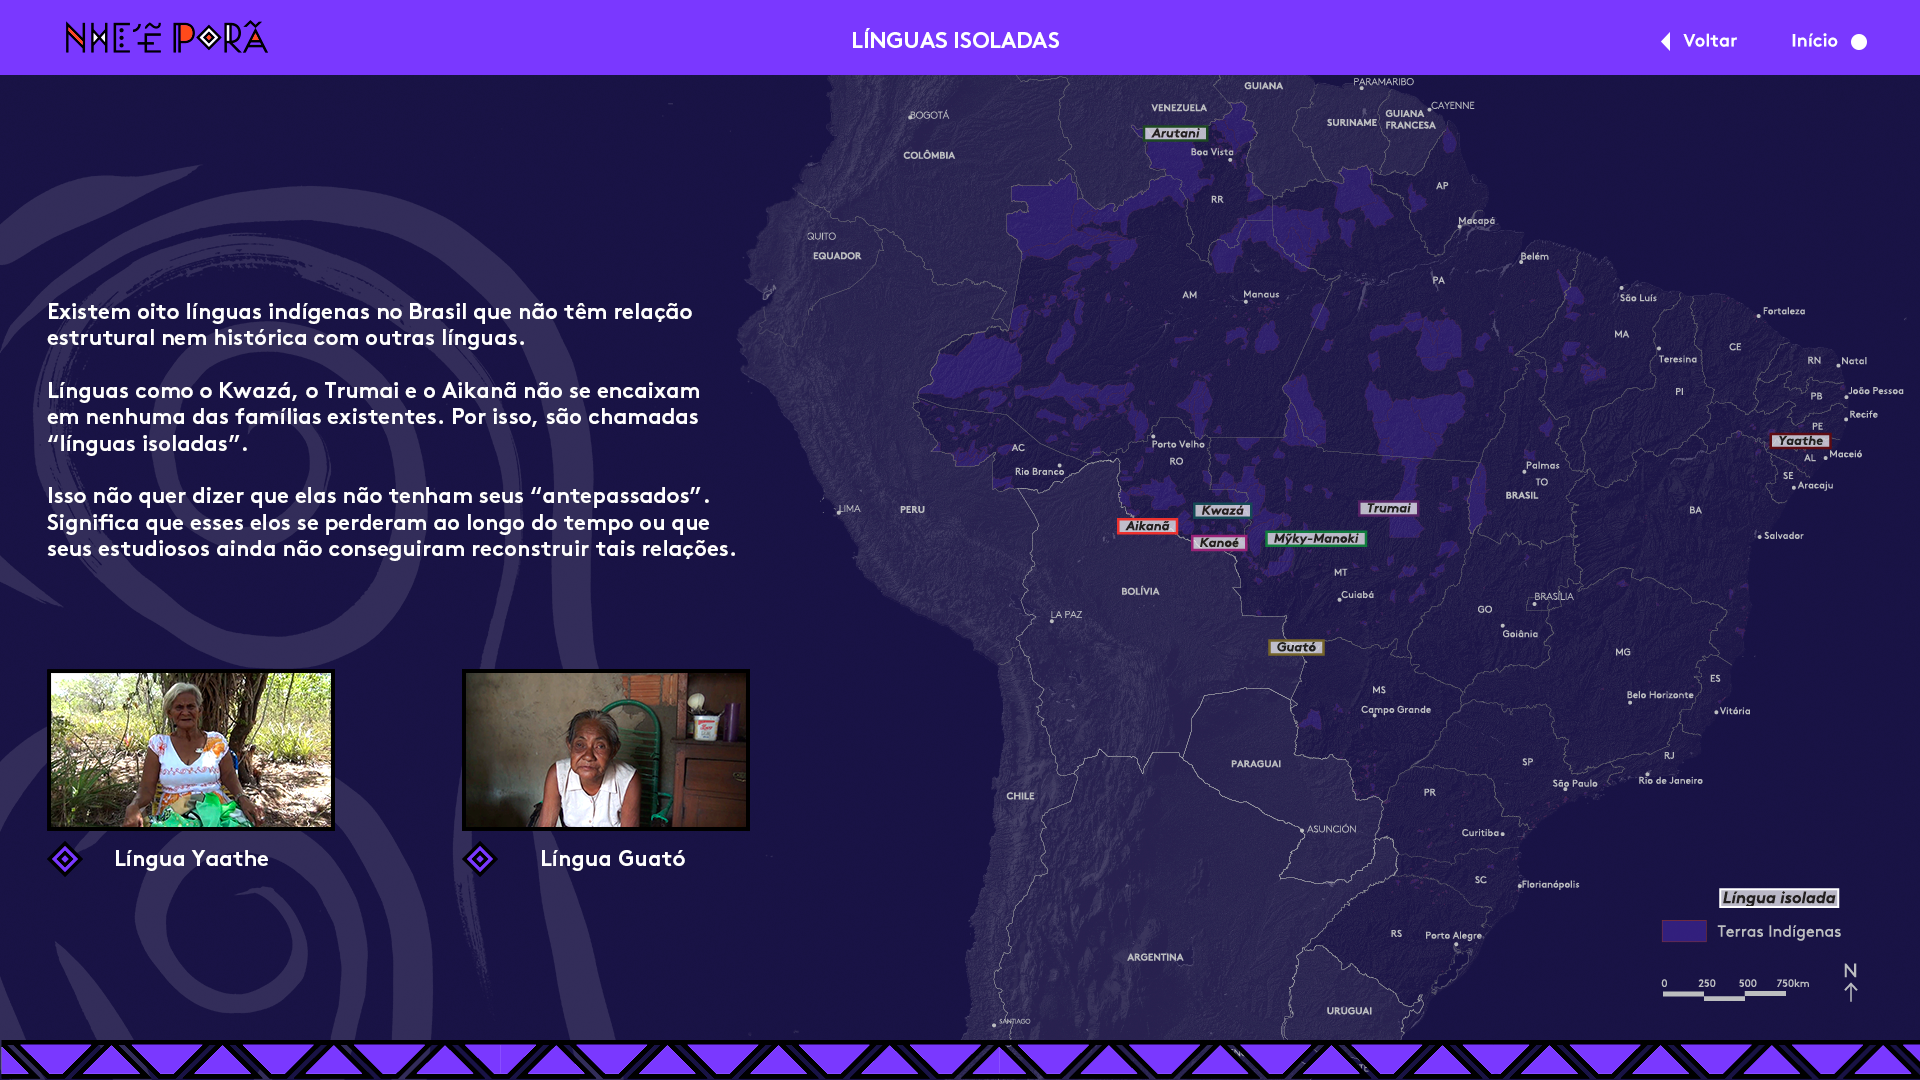 NHE'Ẽ PORÃ
LÍNGUAS ISOLADAS
Voltar
Início
Existem oito línguas indígenas no Brasil que não têm relação
estrutural nem histórica com outras línguas.
Línguas como o Kwazá, o Trumai e o Aikanã não se encaixam
em nenhuma das famílias existentes. Por isso, são chamadas
“línguas isoladas”.
Isso não quer dizer que elas não tenham seus “antepassados”.
Significa que esses elos se perderam ao longo do tempo ou que
seus estudiosos ainda não conseguiram reconstruir tais relações.
Língua Yaathe
Língua Guató
GUIANA
PARAMARIBO
VENEZUELA
CAYENNE
BOGOTÁ
SURINAME
GUIANA
FRANCESA
Arutani
COLÔMBIA
Boa Vista
AP
RR
Macapá
QUITO
EQUADOR
Belém
PA
AM
Manaus
São Luís
Fortaleza
MA
CE
Teresina
RN
Natal
PI
João Pessoa
PB
Recife
PE
Yaathe
AC
Porto Velho
Maceió
AL
RO
Rio Branco
Palmas
SE
TO
Aracaju
BRASIL
LIMA
PERU
Kwazá
Trumai
BA
Aikanã
Kanoé
Mỹky-Manoki
Salvador
MT
BOLÍVIA
Cuiabá
BRASÍLIA
GO
LA PAZ
Goiânia
Guató
MG
ES
MS
Belo Horizonte
Campo Grande
Vitória
RJ
PARAGUAI
SP
São Paulo
Rio de Janeiro
CHILE
PR
ASUNCIÓN
Curitiba
SC
Florianópolis
RS
Porto Alegre
ARGENTINA
URUGUAI
SANTIAGO
Língua isolada
Terras Indígenas
0 250 500 750km
N